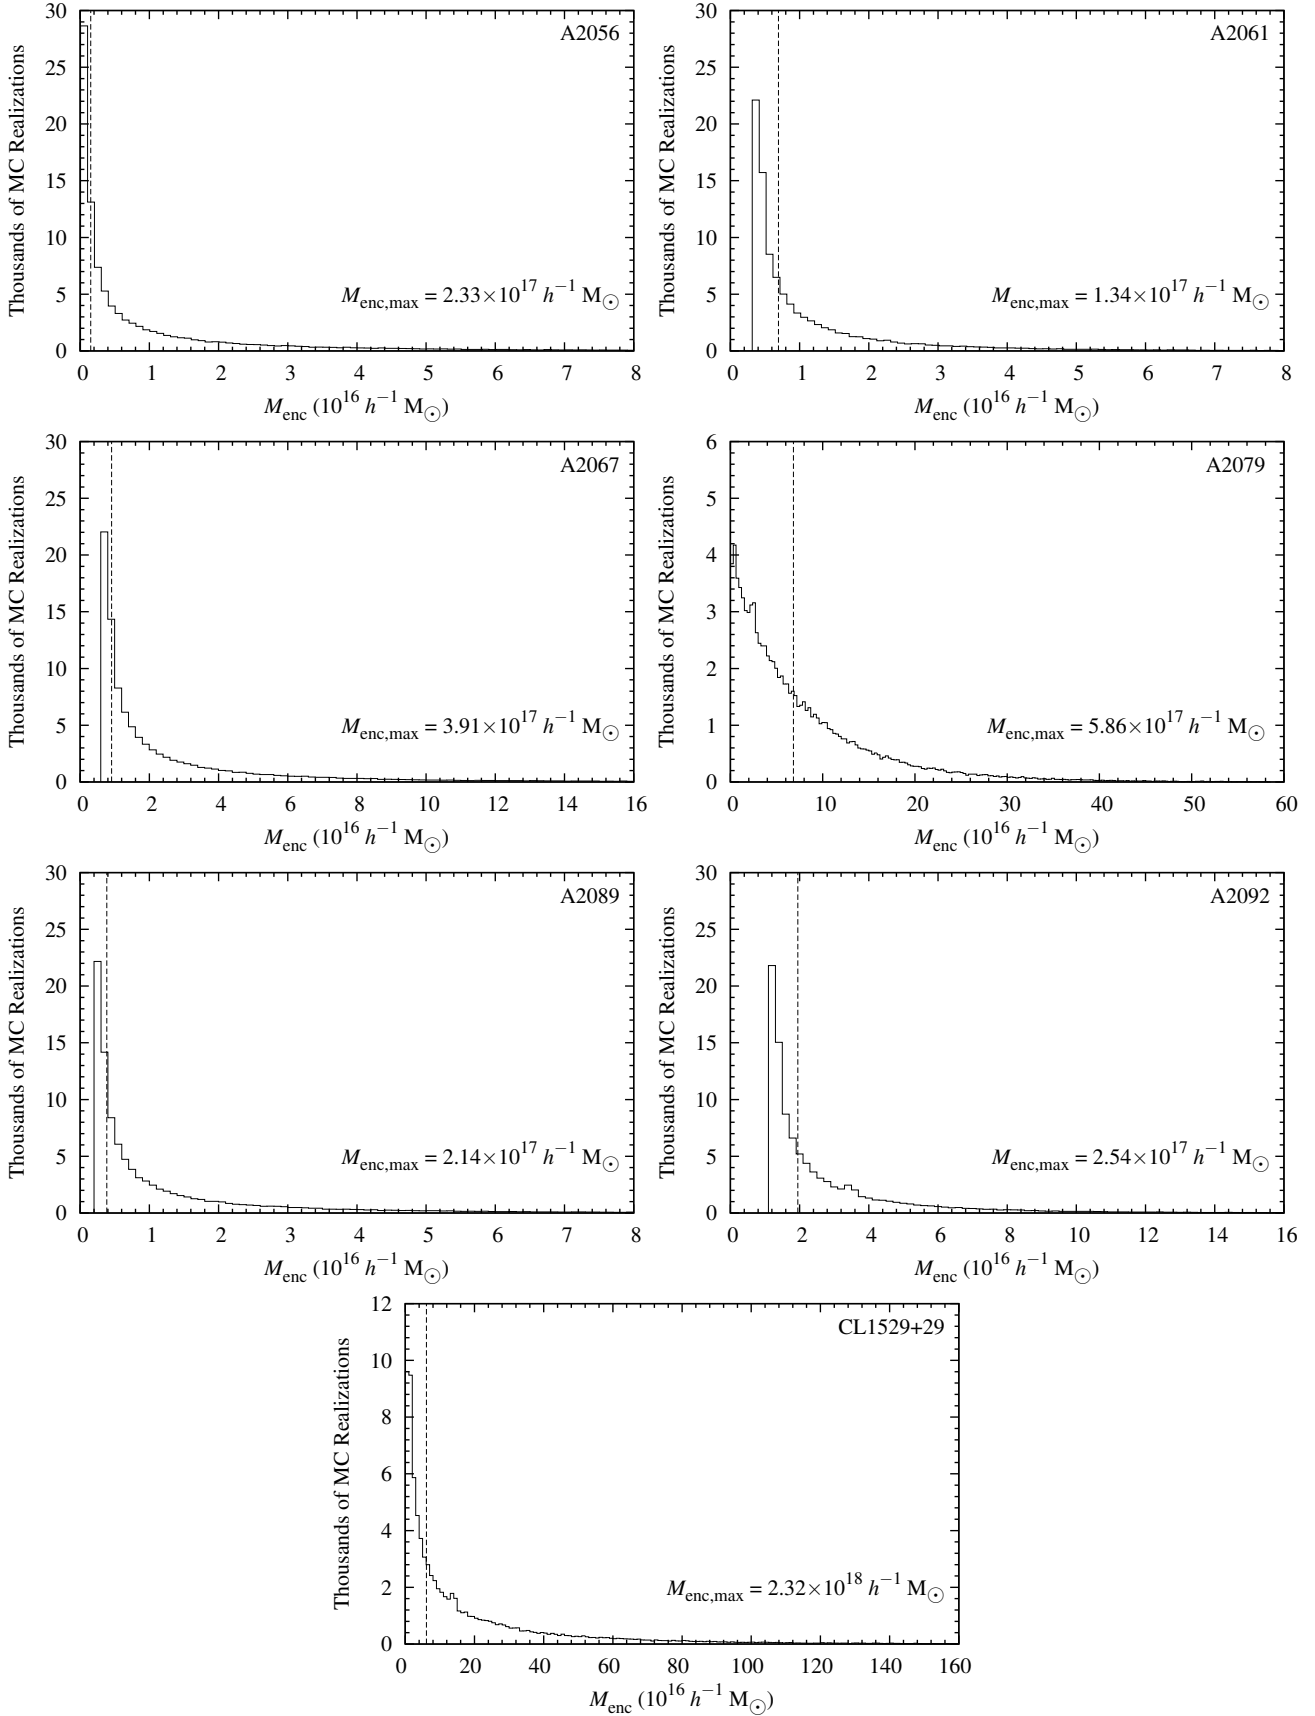 A2056
Thousands of MC Realizations
30
25
20
15
10
5
0
M_enc,max = 2.33×10^17 h^−1 M_⊙
0 1 2 3 4 5 6 7 8
M_enc (10^16 h^−1 M_⊙)
A2061
Thousands of MC Realizations
30
25
20
15
10
5
0
M_enc,max = 1.34×10^17 h^−1 M_⊙
0 1 2 3 4 5 6 7 8
M_enc (10^16 h^−1 M_⊙)
A2067
Thousands of MC Realizations
30
25
20
15
10
5
0
M_enc,max = 3.91×10^17 h^−1 M_⊙
0 2 4 6 8 10 12 14 16
M_enc (10^16 h^−1 M_⊙)
A2079
Thousands of MC Realizations
6
5
4
3
2
1
0
M_enc,max = 5.86×10^17 h^−1 M_⊙
0 10 20 30 40 50 60
M_enc (10^16 h^−1 M_⊙)
A2089
Thousands of MC Realizations
30
25
20
15
10
5
0
M_enc,max = 2.14×10^17 h^−1 M_⊙
0 1 2 3 4 5 6 7 8
M_enc (10^16 h^−1 M_⊙)
A2092
Thousands of MC Realizations
30
25
20
15
10
5
0
M_enc,max = 2.54×10^17 h^−1 M_⊙
0 2 4 6 8 10 12 14 16
M_enc (10^16 h^−1 M_⊙)
CL1529+29
Thousands of MC Realizations
12
10
8
6
4
2
0
M_enc,max = 2.32×10^18 h^−1 M_⊙
0 20 40 60 80 100 120 140 160
M_enc (10^16 h^−1 M_⊙)